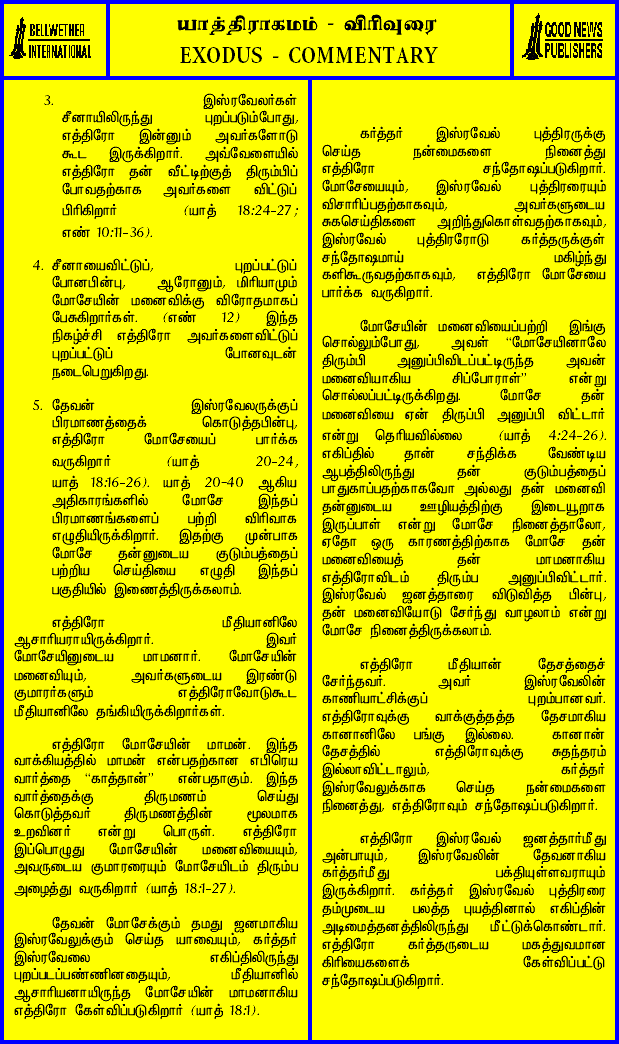 BELLWETHER
INTERNATIONAL
யாத்திராகமம் - விரிவுரை
EXODUS - COMMENTARY
GOOD NEWS
PUBLISHERS
3. இஸ்ரவேலர்கள்
சீனாயிலிருந்து புறப்படும்போது,
எத்திரோ இன்னும் அவர்களோடு
கூட இருக்கிறார். அவ்வேளையில்
எத்திரோ தன் வீட்டிற்குத் திரும்பிப்
போவதற்காக அவர்களை விட்டுப்
பிரிகிறார் (யாத் 18:24-27;
எண் 10:11-36).
4. சீனாயைவிட்டுப், புறப்பட்டுப்
போனபின்பு, ஆரோனும், மிரியாமும்
மோசேயின் மனைவிக்கு விரோதமாகப்
பேசுகிறார்கள். (எண் 12) இந்த
நிகழ்ச்சி எத்திரோ அவர்களைவிட்டுப்
புறப்பட்டுப் போனவுடன்
நடைபெறுகிறது.
5. தேவன் இஸ்ரவேலருக்குப்
பிரமாணத்தைக் கொடுத்தபின்பு,
எத்திரோ மோசேயைப் பார்க்க
வருகிறார் (யாத் 20-24,
யாத் 18:16-26). யாத் 20-40 ஆகிய
அதிகாரங்களில் மோசே இந்தப்
பிரமாணங்களைப் பற்றி விரிவாக
எழுதியிருக்கிறார். இதற்கு முன்பாக
மோசே தன்னுடைய குடும்பத்தைப்
பற்றிய செய்தியை எழுதி இந்தப்
பகுதியில் இணைத்திருக்கலாம்.
எத்திரோ மீதியானிலே
ஆசாரியராயிருக்கிறார். இவர்
மோசேயினுடைய மாமனார். மோசேயின்
மனைவியும், அவர்களுடைய இரண்டு
குமாரர்களும் எத்திரோவோடுகூட
மீதியானிலே தங்கியிருக்கிறார்கள்.
எத்திரோ மோசேயின் மாமன். இந்த
வாக்கியத்தில் மாமன் என்பதற்கான எபிரெய
வார்த்தை “காத்தான்” என்பதாகும். இந்த
வார்த்தைக்கு திருமணம் செய்து
கொடுத்தவர் திருமணத்தின் மூலமாக
உறவினர் என்று பொருள். எத்திரோ
இப்பொழுது மோசேயின் மனைவியையும்,
அவருடைய குமாரரையும் மோசேயிடம் திரும்ப
அழைத்து வருகிறார் (யாத் 18:1-27).
தேவன் மோசேக்கும் தமது ஜனமாகிய
இஸ்ரவேலுக்கும் செய்த யாவையும், கர்த்தர்
இஸ்ரவேலை எகிப்திலிருந்து
புறப்படப்பண்ணினதையும், மீதியானில்
ஆசாரியனாயிருந்த மோசேயின் மாமனாகிய
எத்திரோ கேள்விப்படுகிறார் (யாத் 18:1).
கர்த்தர் இஸ்ரவேல் புத்திரருக்கு
செய்த நன்மைகளை நினைத்து
எத்திரோ சந்தோஷப்படுகிறார்.
மோசேயையும், இஸ்ரவேல் புத்திரரையும்
விசாரிப்பதற்காகவும், அவர்களுடைய
சுகசெய்திகளை அறிந்துகொள்வதற்காகவும்,
இஸ்ரவேல் புத்திரரோடு கர்த்தருக்குள்
சந்தோஷமாய் மகிழ்ந்து
களிகூருவதற்காகவும், எத்திரோ மோசேயை
பார்க்க வருகிறார்.
மோசேயின் மனைவியைப்பற்றி இங்கு
சொல்லும்போது, அவள் “மோசேயினாலே
திரும்பி அனுப்பிவிடப்பட்டிருந்த அவன்
மனைவியாகிய சிப்போராள்” என்று
சொல்லப்பட்டிருக்கிறது. மோசே தன்
மனைவியை ஏன் திருப்பி அனுப்பி விட்டார்
என்று தெரியவில்லை (யாத் 4:24-26).
எகிப்தில் தான் சந்திக்க வேண்டிய
ஆபத்திலிருந்து தன் குடும்பத்தைப்
பாதுகாப்பதற்காகவோ அல்லது தன் மனைவி
தன்னுடைய ஊழியத்திற்கு இடையூறாக
இருப்பாள் என்று மோசே நினைத்தாலோ,
ஏதோ ஒரு காரணத்திற்காக மோசே தன்
மனைவியைத் தன் மாமனாகிய
எத்திரோவிடம் திரும்ப அனுப்பிவிட்டார்.
இஸ்ரவேல் ஜனத்தாரை விடுவித்த பின்பு,
தன் மனைவியோடு சேர்ந்து வாழலாம் என்று
மோசே நினைத்திருக்கலாம்.
எத்திரோ மீதியான் தேசத்தைச்
சேர்ந்தவர். அவர் இஸ்ரவேலின்
காணியாட்சிக்குப் புறம்பானவர்.
எத்திரோவுக்கு வாக்குத்தத்த தேசமாகிய
கானானிலே பங்கு இல்லை. கானான்
தேசத்தில் எத்திரோவுக்கு சுதந்தரம்
இல்லாவிட்டாலும், கர்த்தர்
இஸ்ரவேலுக்காக செய்த நன்மைகளை
நினைத்து, எத்திரோவும் சந்தோஷப்படுகிறார்.
எத்திரோ இஸ்ரவேல் ஜனத்தார்மீது
அன்பாயும், இஸ்ரவேலின் தேவனாகிய
கர்த்தர்மீது பக்தியுள்ளவராயும்
இருக்கிறார். கர்த்தர் இஸ்ரவேல் புத்திரரை
தம்முடைய பலத்த புயத்தினால் எகிப்தின்
அடிமைத்தனத்திலிருந்து மீட்டுக்கொண்டார்.
எத்திரோ கர்த்தருடைய மகத்துவமான
கிரியைகளைக் கேள்விப்பட்டு
சந்தோஷப்படுகிறார்.